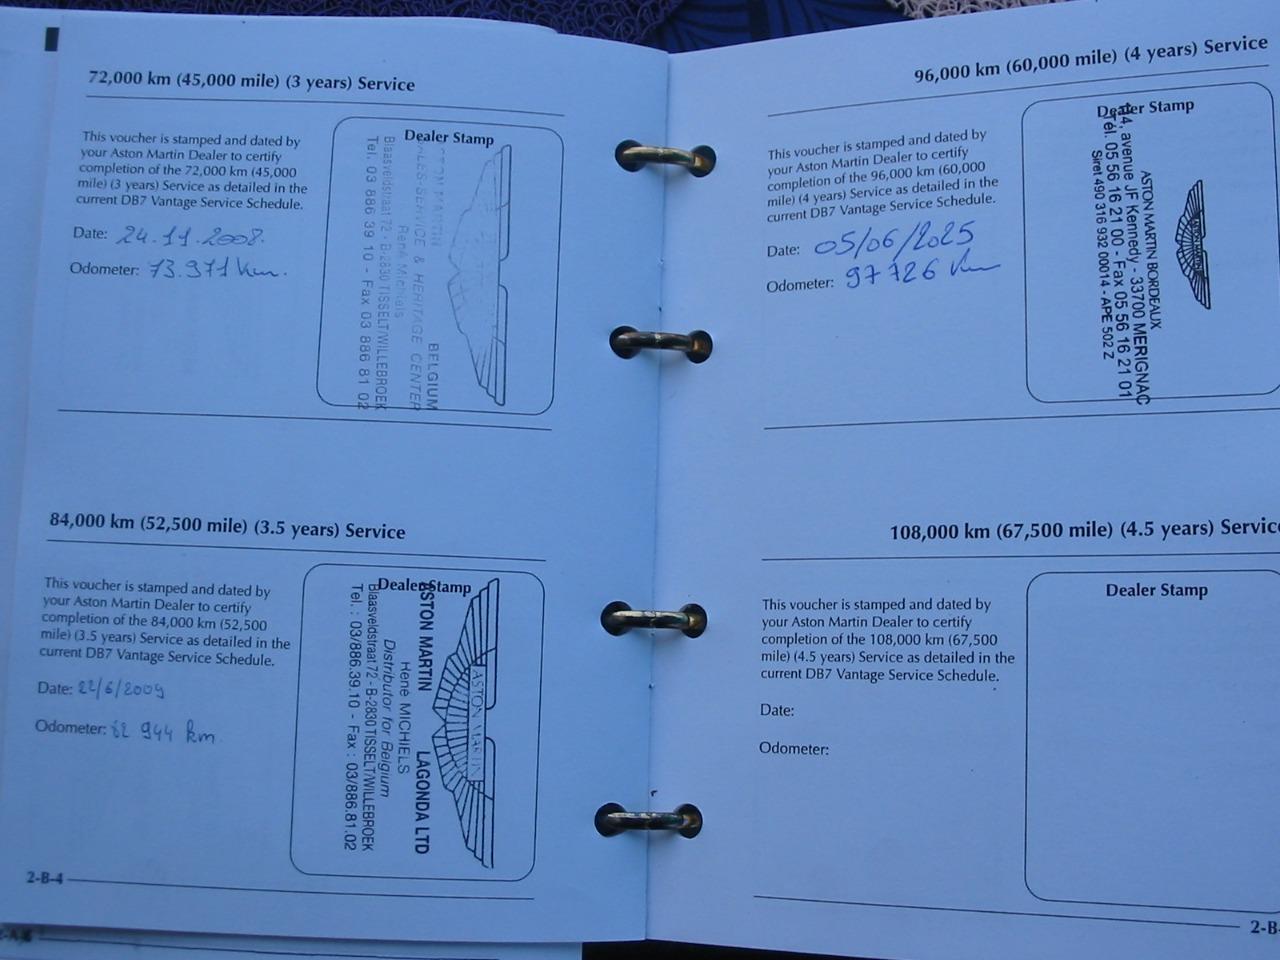 72,000 km (45,000 mile) (3 years) Service
This voucher is stamped and dated by
your Aston Martin Dealer to certify
completion of the 72,000 km (45,000
mile) (3 years) Service as detailed in the
current DB7 Vantage Service Schedule.
Date: 24.11.2008.
Odometer: 73.971 km.
Dealer Stamp
ASTON MARTIN BELGIUM
SALES SERVICE & HERITAGE CENTER
René Michiels
Blaasveldstraat 72 - B-2830 TISSELT/WILLEBROEK
Tel. 03 886 39 10 - Fax 03 886 81 02
84,000 km (52,500 mile) (3.5 years) Service
This voucher is stamped and dated by
your Aston Martin Dealer to certify
completion of the 84,000 km (52,500
mile) (3.5 years) Service as detailed in the
current DB7 Vantage Service Schedule.
Date: 22/6/2009
Odometer: 82 944 km.
Dealer Stamp
ASTON MARTIN
ASTON MARTIN LAGONDA LTD
René MICHIELS
Distributor for Belgium
Blaasveldstraat 72 - B-2830 TISSELT/WILLEBROEK
Tel. : 03/886.39.10 - Fax : 03/886.81.02
2-B-4
96,000 km (60,000 mile) (4 years) Service
This voucher is stamped and dated by
your Aston Martin Dealer to certify
completion of the 96,000 km (60,000
mile) (4 years) Service as detailed in the
current DB7 Vantage Service Schedule.
Date: 05/06/2025
Odometer: 97726 km
Dealer Stamp
ASTON MARTIN
ASTON MARTIN BORDEAUX
avenue JF Kennedy - 33700 MERIGNAC
Tél. 05 56 16 21 00 - Fax 05 56 16 21 01
Siret 490 316 932 00014 - APE 502 Z
108,000 km (67,500 mile) (4.5 years) Servic
This voucher is stamped and dated by
your Aston Martin Dealer to certify
completion of the 108,000 km (67,500
mile) (4.5 years) Service as detailed in the
current DB7 Vantage Service Schedule.
Date:
Odometer:
Dealer Stamp
2-B-